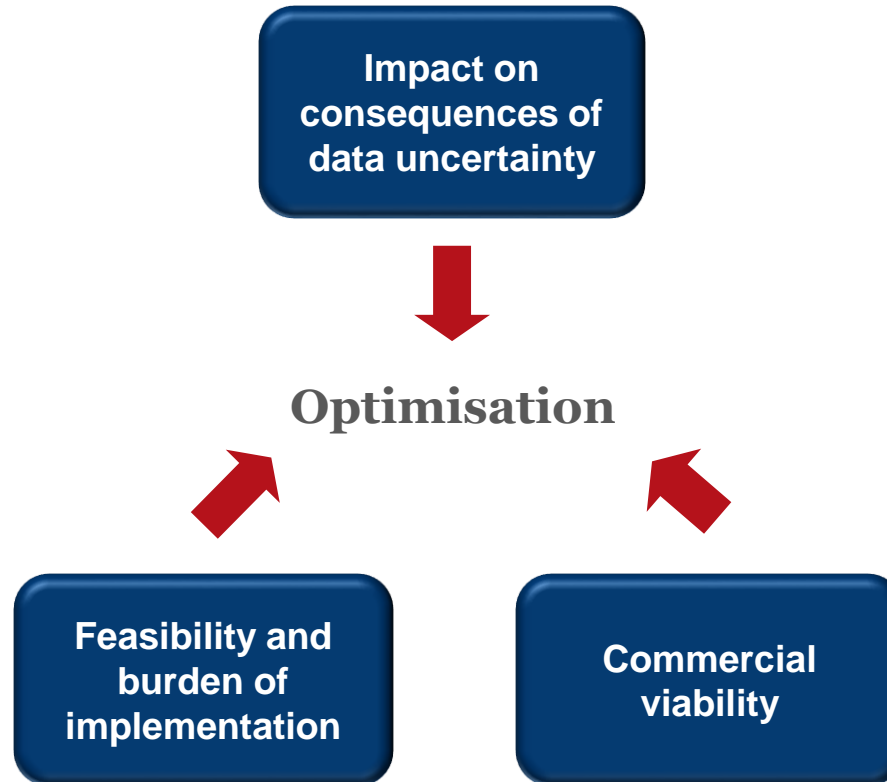 Impact on
consequences of
data uncertainty
Optimisation
Feasibility and
burden of
implementation
Commercial
viability